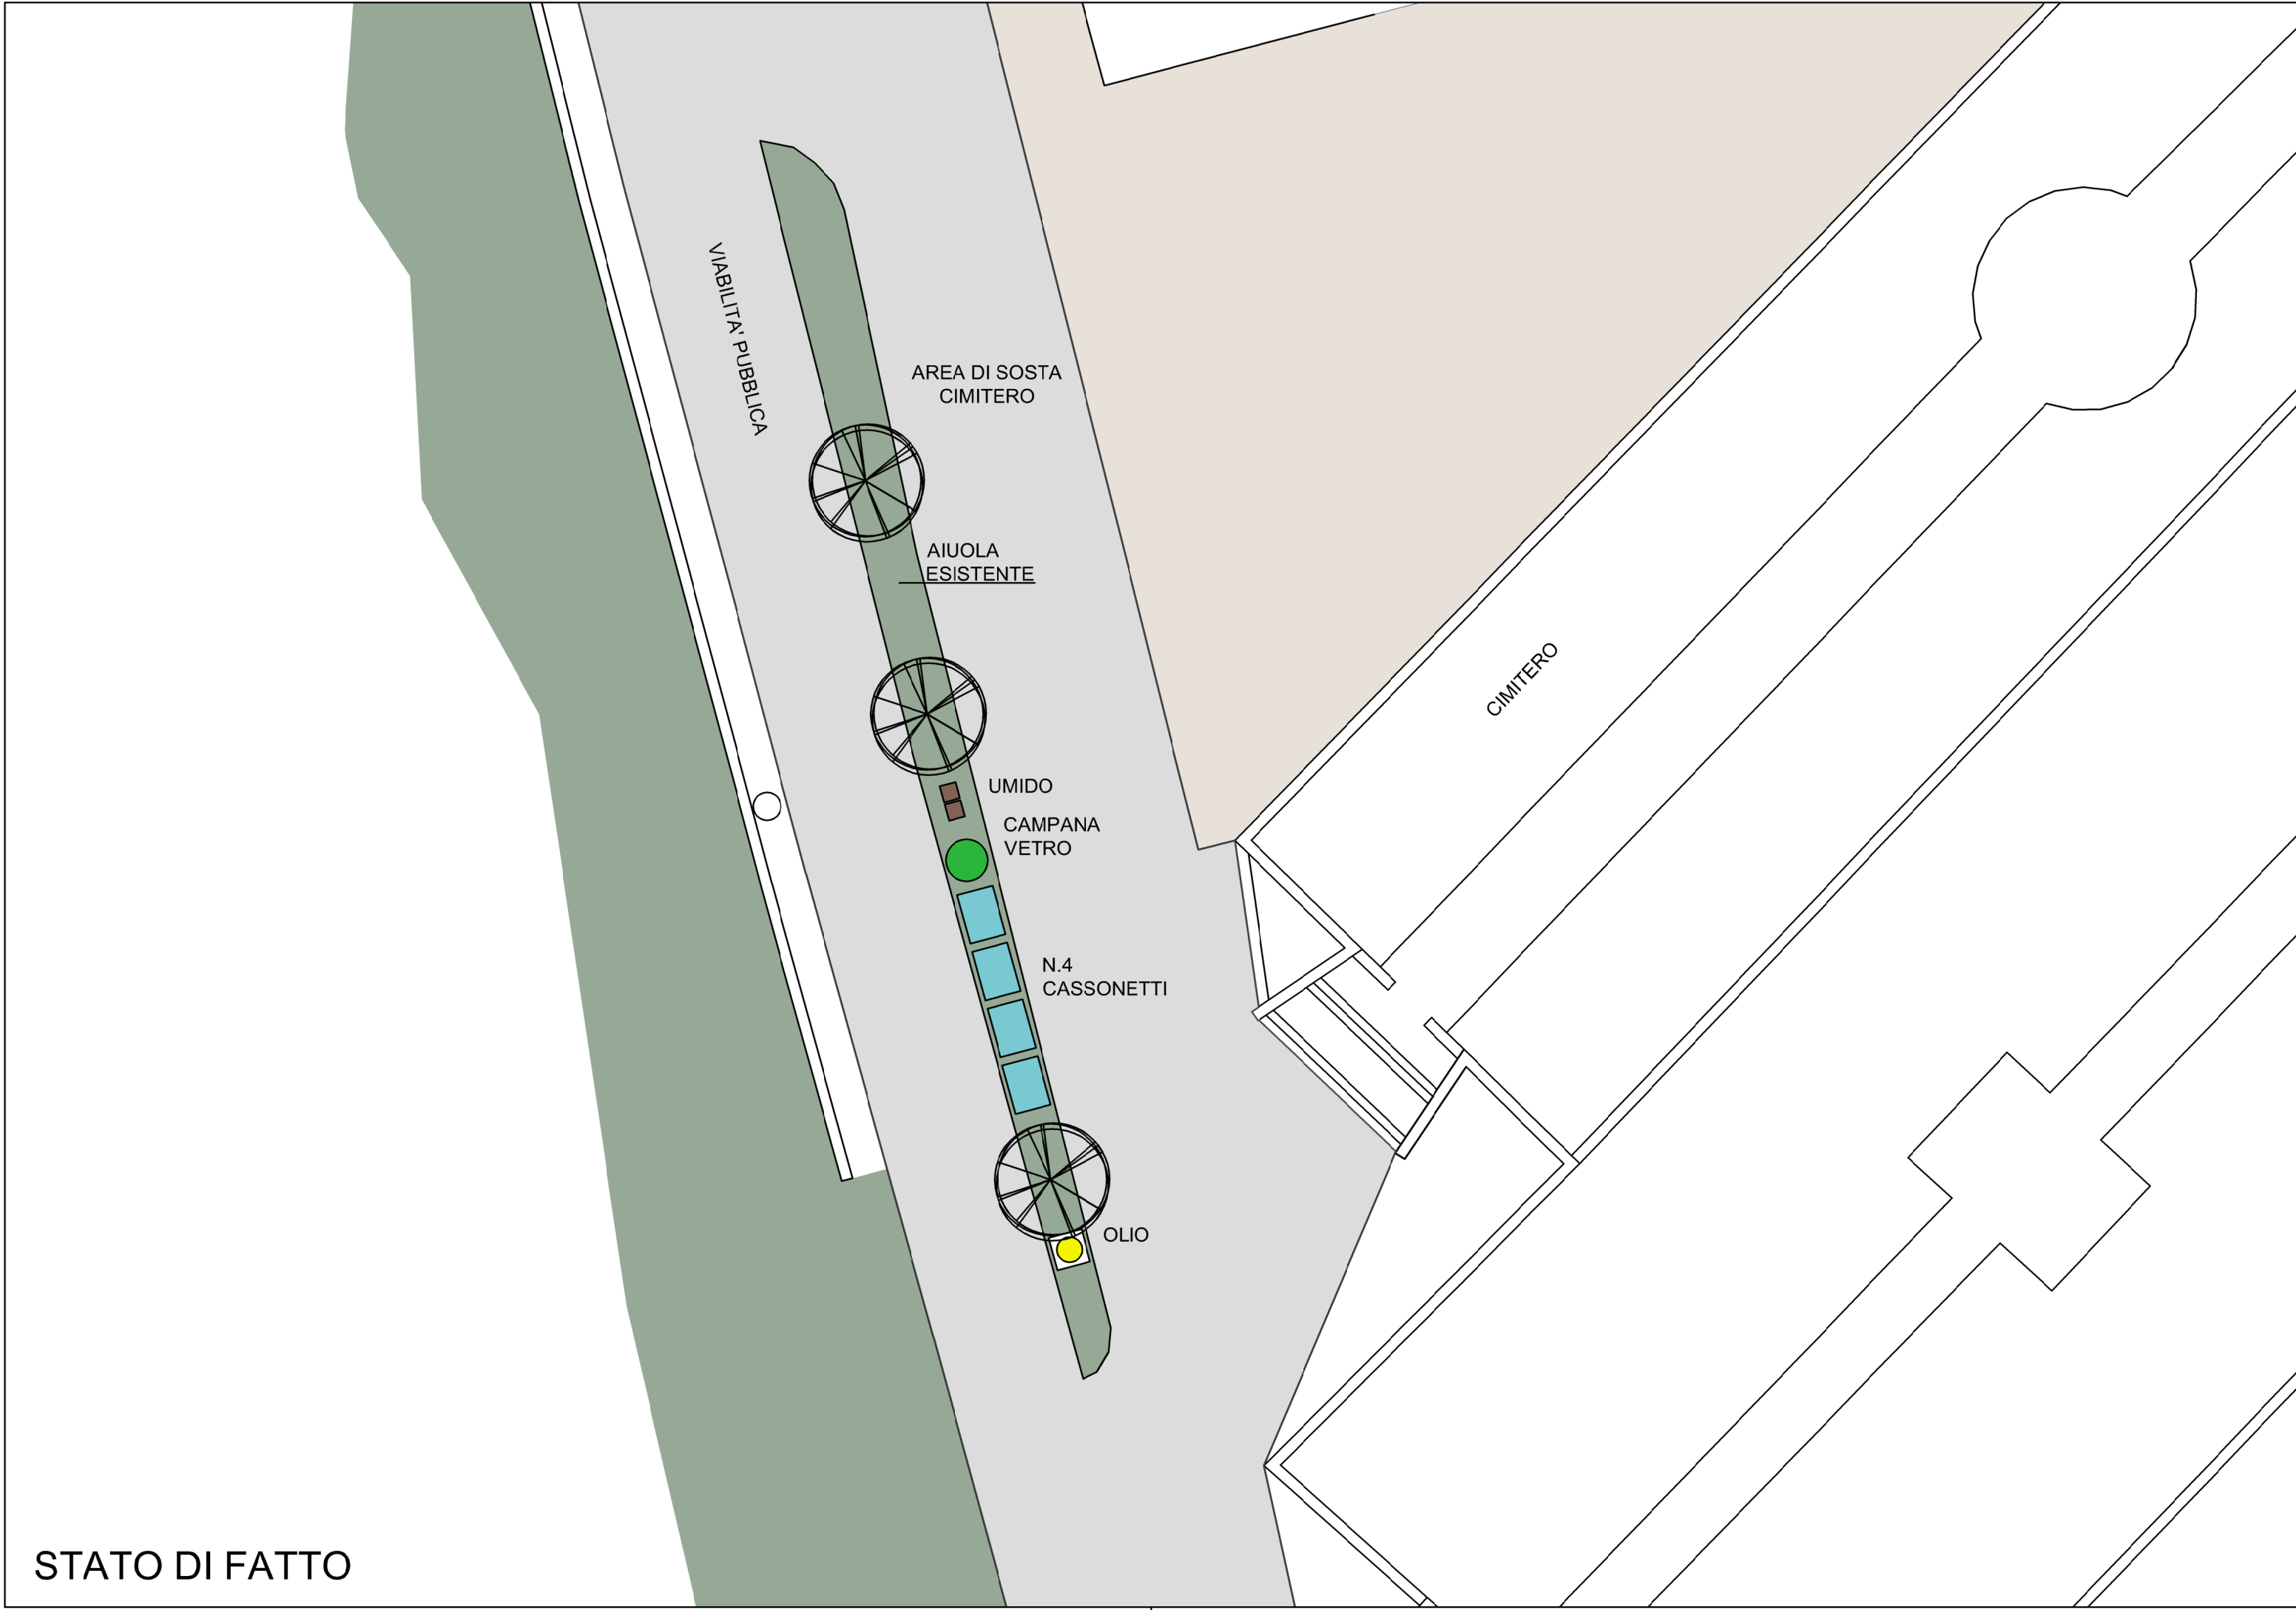 VIABILITA' PUBBLICA
AREA DI SOSTA
CIMITERO
AIUOLA
ESISTENTE
CIMITERO
UMIDO
CAMPANA
VETRO
N.4
CASSONETTI
OLIO
STATO DI FATTO